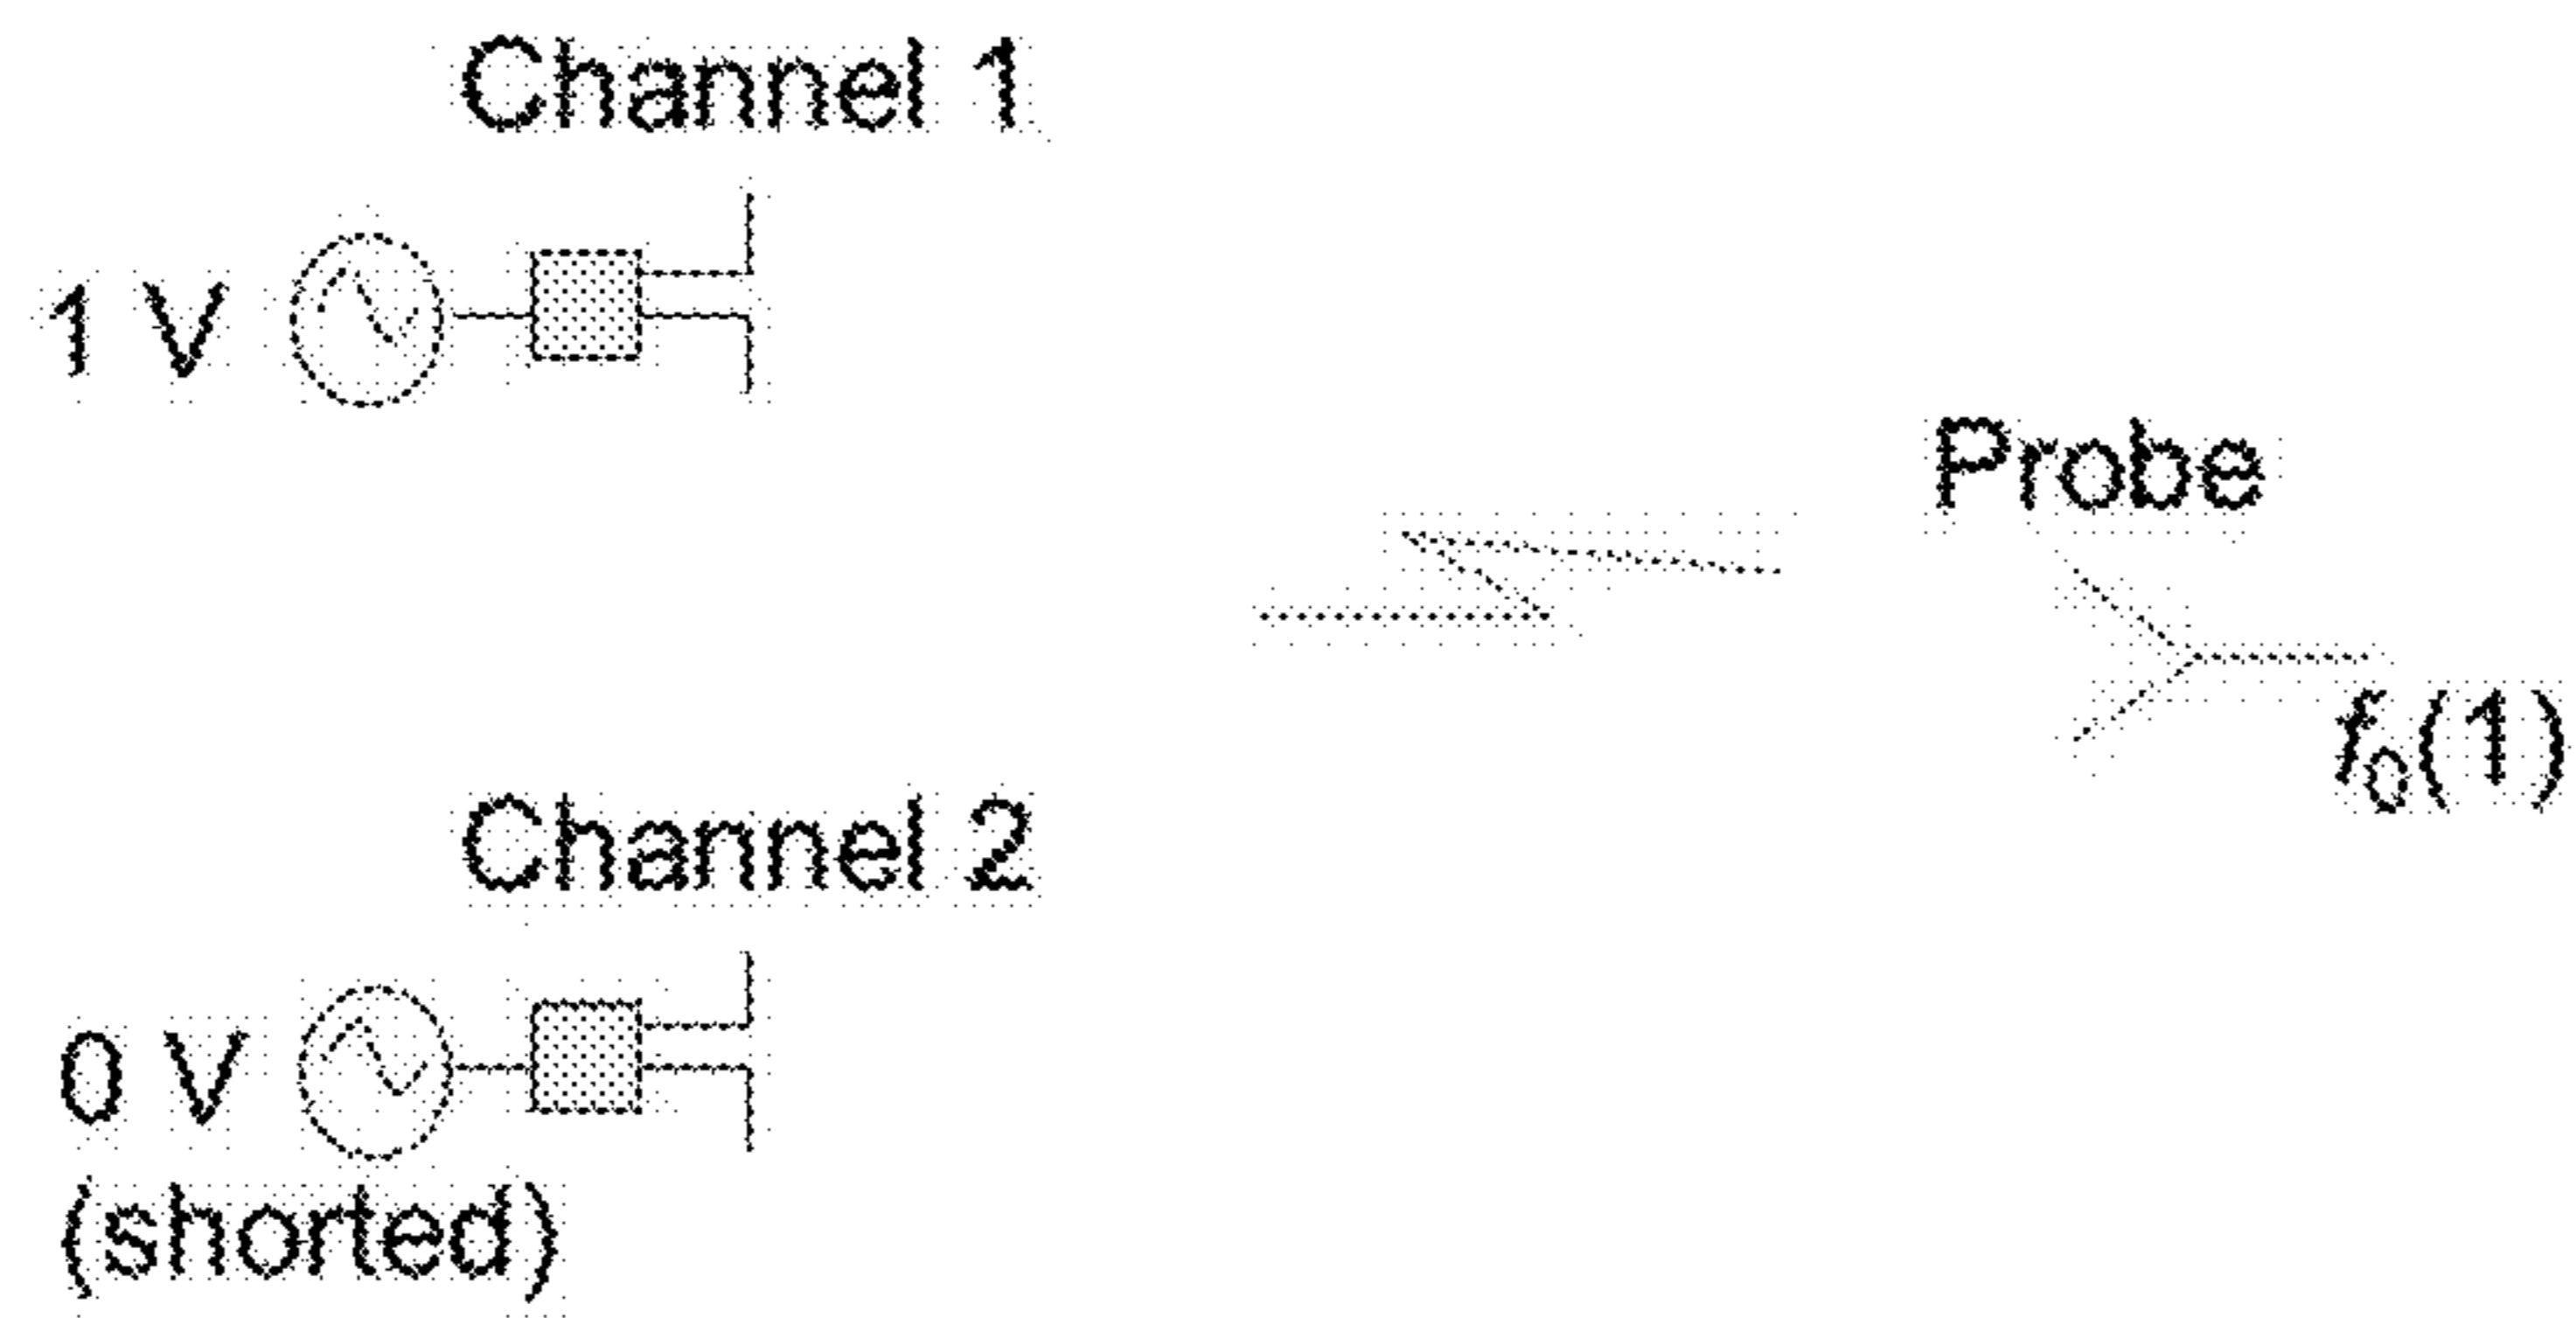 Channel 1
1 V
Probe
f₀(1)
Channel 2
0 V
(shorted)